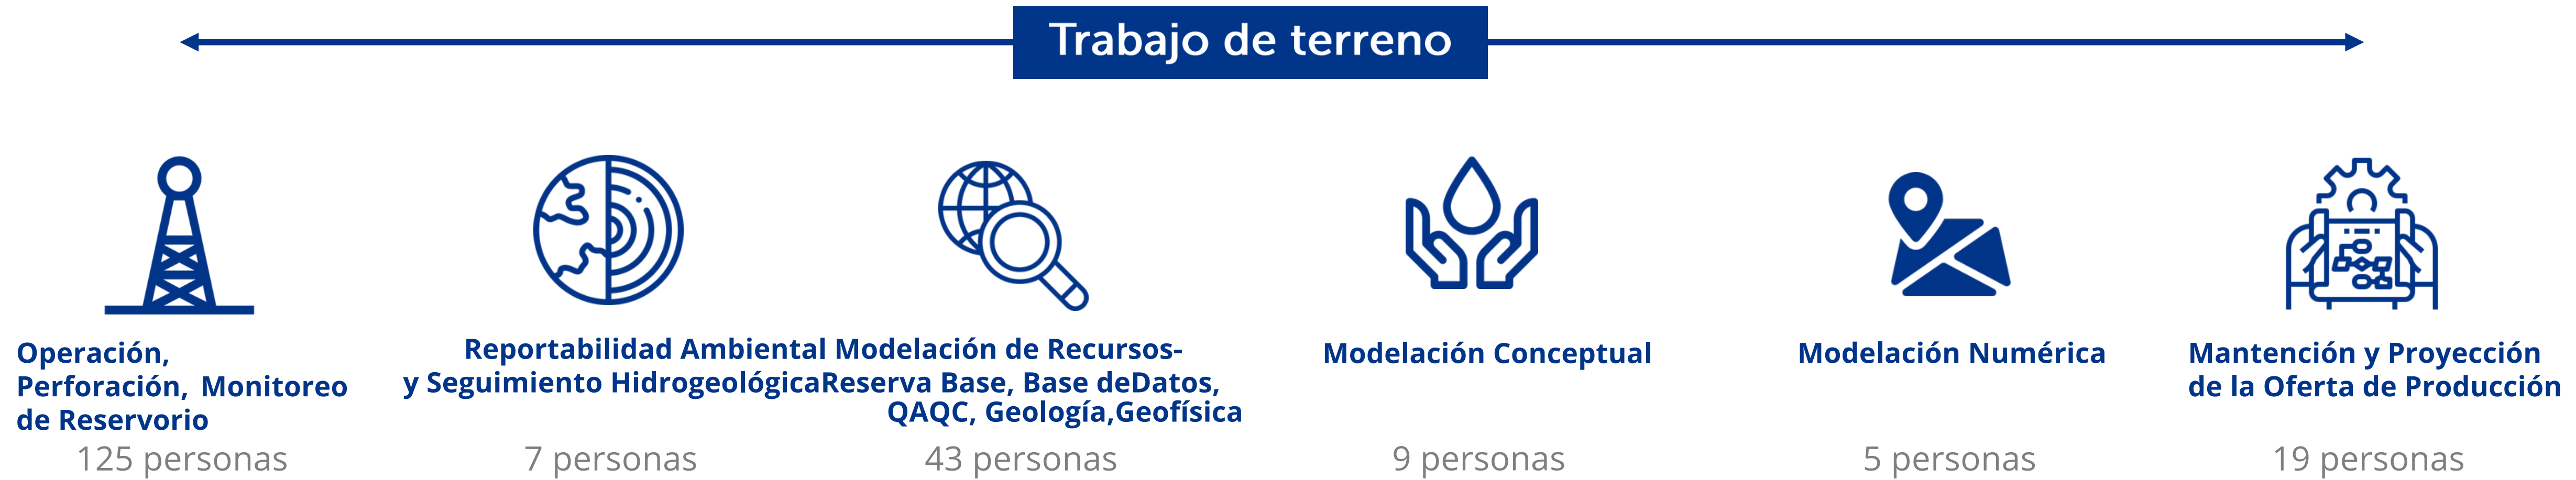 Trabajo de terreno
Operación,
Perforación, Monitoreo
de Reservorio
125 personas
Reportabilidad Ambiental
y Seguimiento Hidrogeológica
7 personas
Modelación de Recursos-
Reserva Base, Base deDatos,
QAQC, Geología,Geofísica
43 personas
Modelación Conceptual
9 personas
Modelación Numérica
5 personas
Mantención y Proyección
de la Oferta de Producción
19 personas